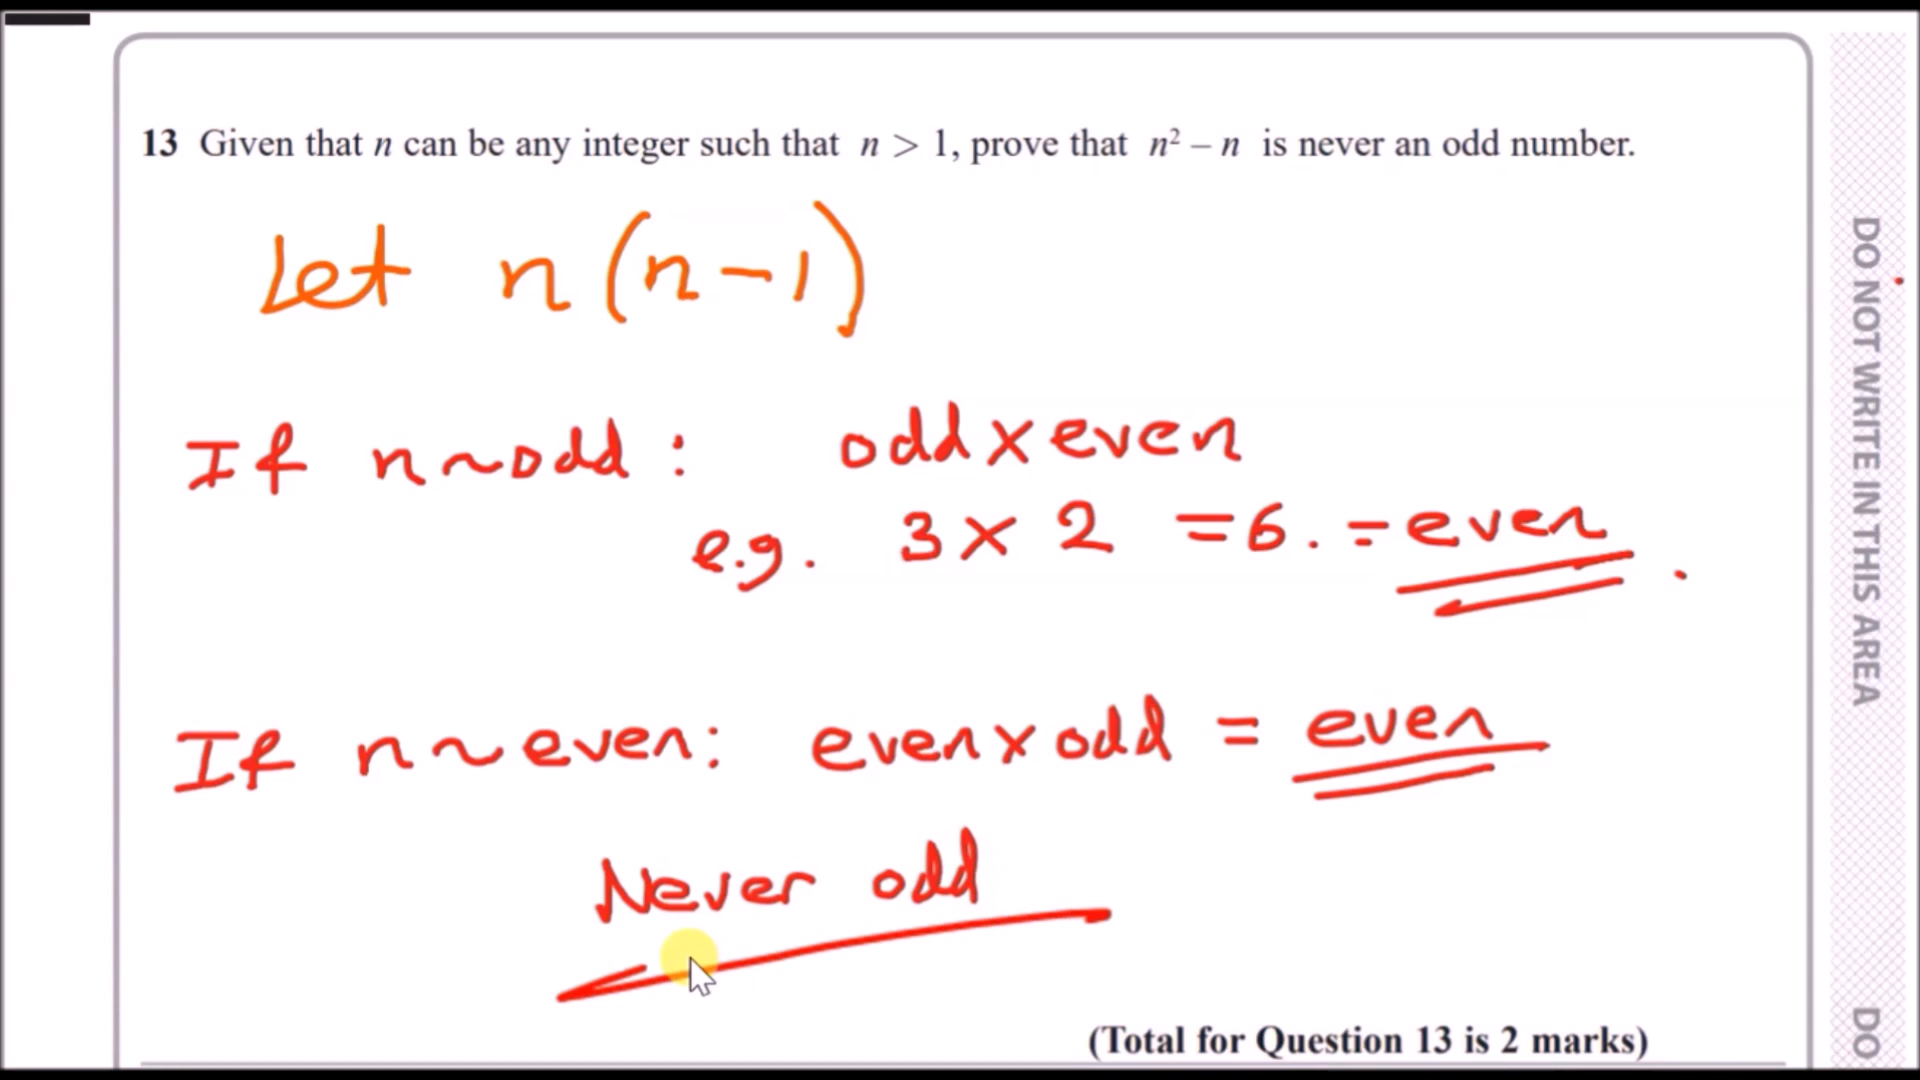 13 Given that n can be any integer such that n > 1, prove that n² – n is never an odd number.
Let n(n-1)
If n~odd : odd×even
e.g. 3 × 2 = 6. = even.
If n~even: even×odd = even
Never odd
(Total for Question 13 is 2 marks)
DO NOT WRITE IN THIS AREA
DO